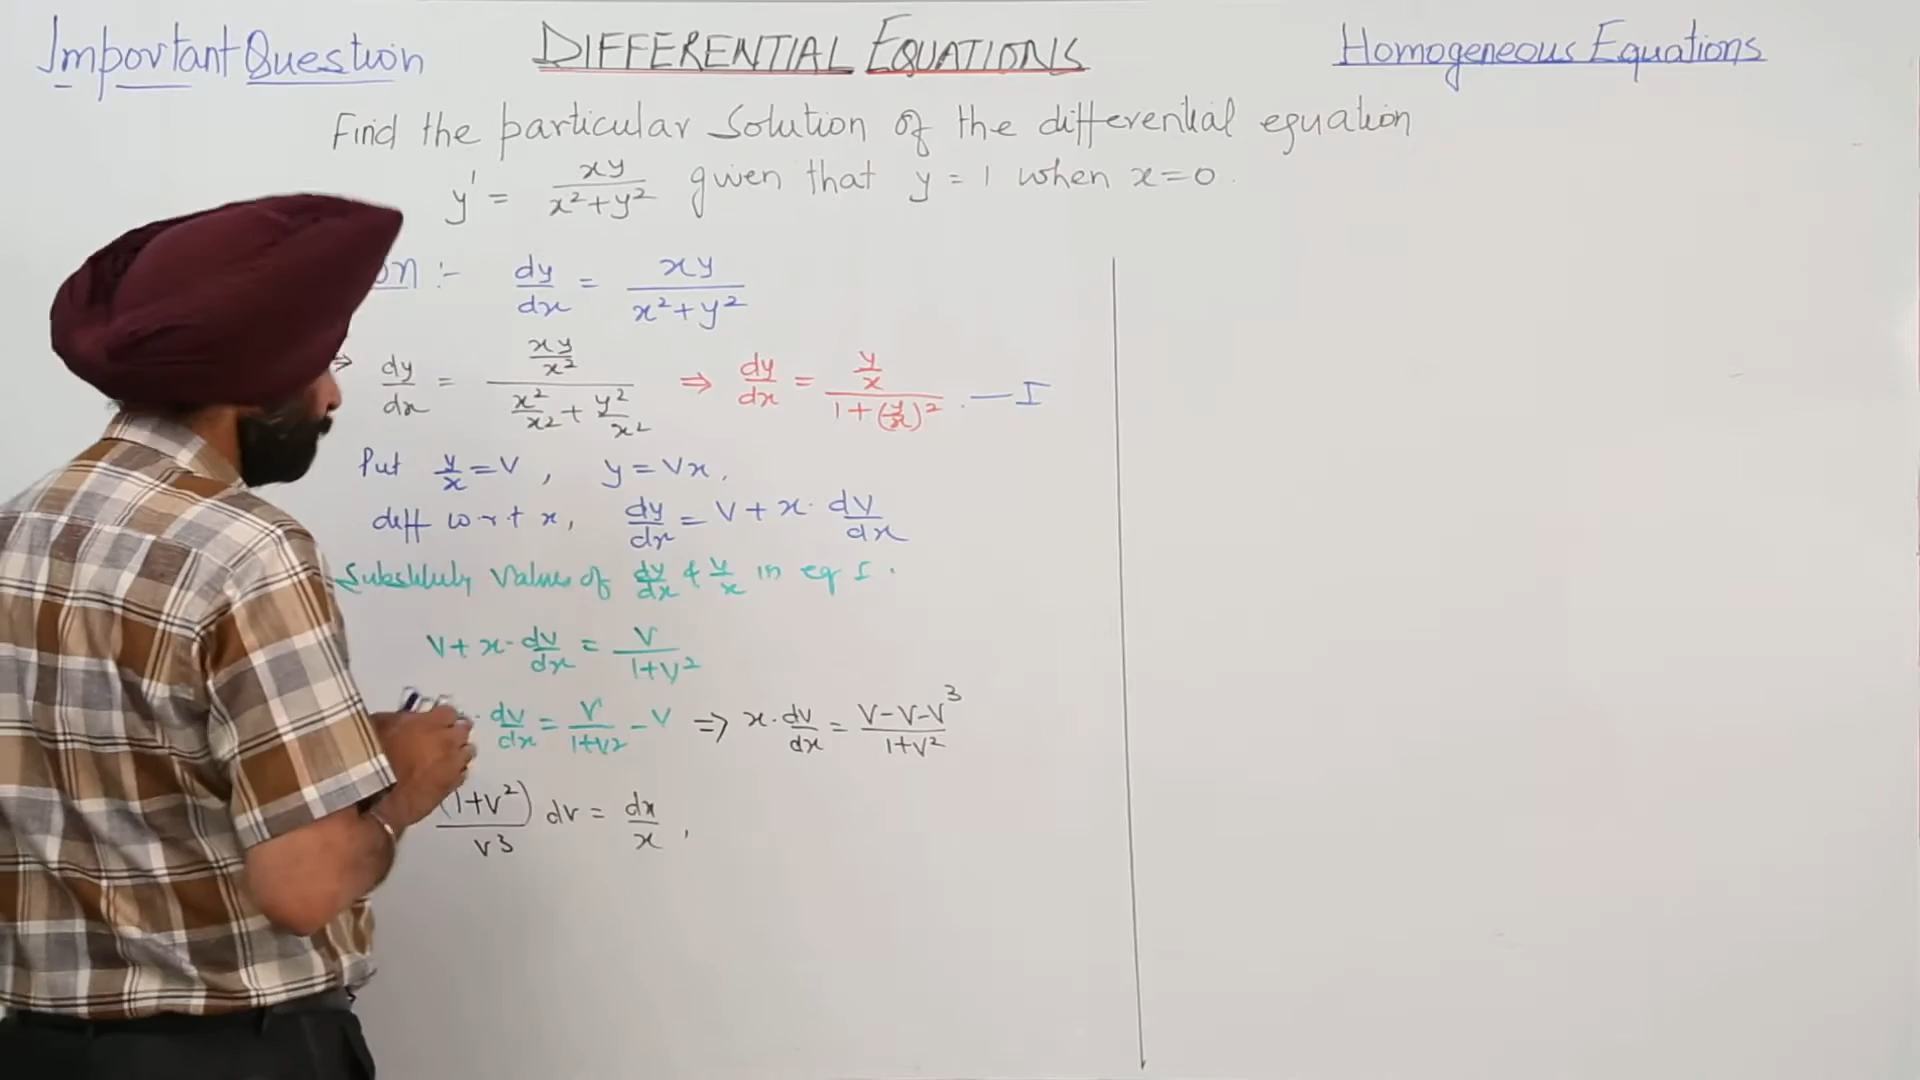 Important Question
DIFFERENTIAL EQUATIONS
Homogeneous Equations
Find the particular solution of the differential equation
y' = xy/(x²+y²) given that y = 1 when x=0.
on :- dy/dx = xy/(x²+y²)
⇒ dy/dx = (xy/x²)/(x²/x² + y²/x²) ⇒ dy/dx = (y/x)/(1+(y/x)²) . — I
Put y/x = V , y = Vx,
diff w.r.t x, dy/dx = V + x· dV/dx
Values of dy/dx & y/x in eq I .
V + x· dv/dx = V/(1+V²)
· dv/dx = V/(1+V²) - V ⇒ x· dv/dx = (V-V-V³)/(1+V²)
(1+V²)/V³ dv = dx/x ,